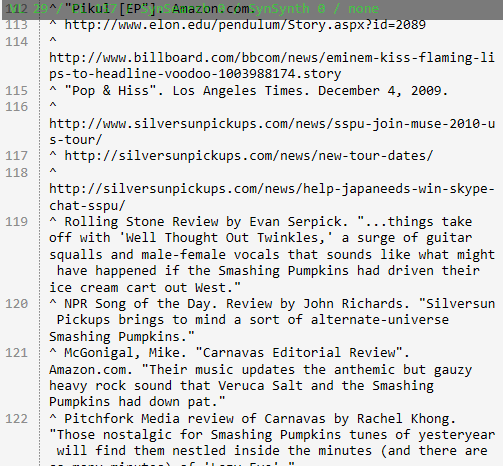 112 ^ "Pikul [EP]". Amazon.com.
113 ^ http://www.elon.edu/pendulum/Story.aspx?id=2089
114 ^
http://www.billboard.com/bbcom/news/eminem-kiss-flaming-li
ps-to-headline-voodoo-1003988174.story
115 ^ "Pop & Hiss". Los Angeles Times. December 4, 2009.
116 ^
http://www.silversunpickups.com/news/sspu-join-muse-2010-u
s-tour/
117 ^ http://silversunpickups.com/news/new-tour-dates/
118 ^
http://silversunpickups.com/news/help-japaneeds-win-skype-
chat-sspu/
119 ^ Rolling Stone Review by Evan Serpick. "...things take
off with 'Well Thought Out Twinkles,' a surge of guitar
squalls and male-female vocals that sounds like what might
have happened if the Smashing Pumpkins had driven their
ice cream cart out West."
120 ^ NPR Song of the Day. Review by John Richards. "Silversun
Pickups brings to mind a sort of alternate-universe
Smashing Pumpkins."
121 ^ McGonigal, Mike. "Carnavas Editorial Review".
Amazon.com. "Their music updates the anthemic but gauzy
heavy rock sound that Veruca Salt and the Smashing
Pumpkins had down pat."
122 ^ Pitchfork Media review of Carnavas by Rachel Khong.
"Those nostalgic for Smashing Pumpkins tunes of yesteryear
will find them nestled inside the minutes (and there are
so many minutes) of 'Lazy Eye'."